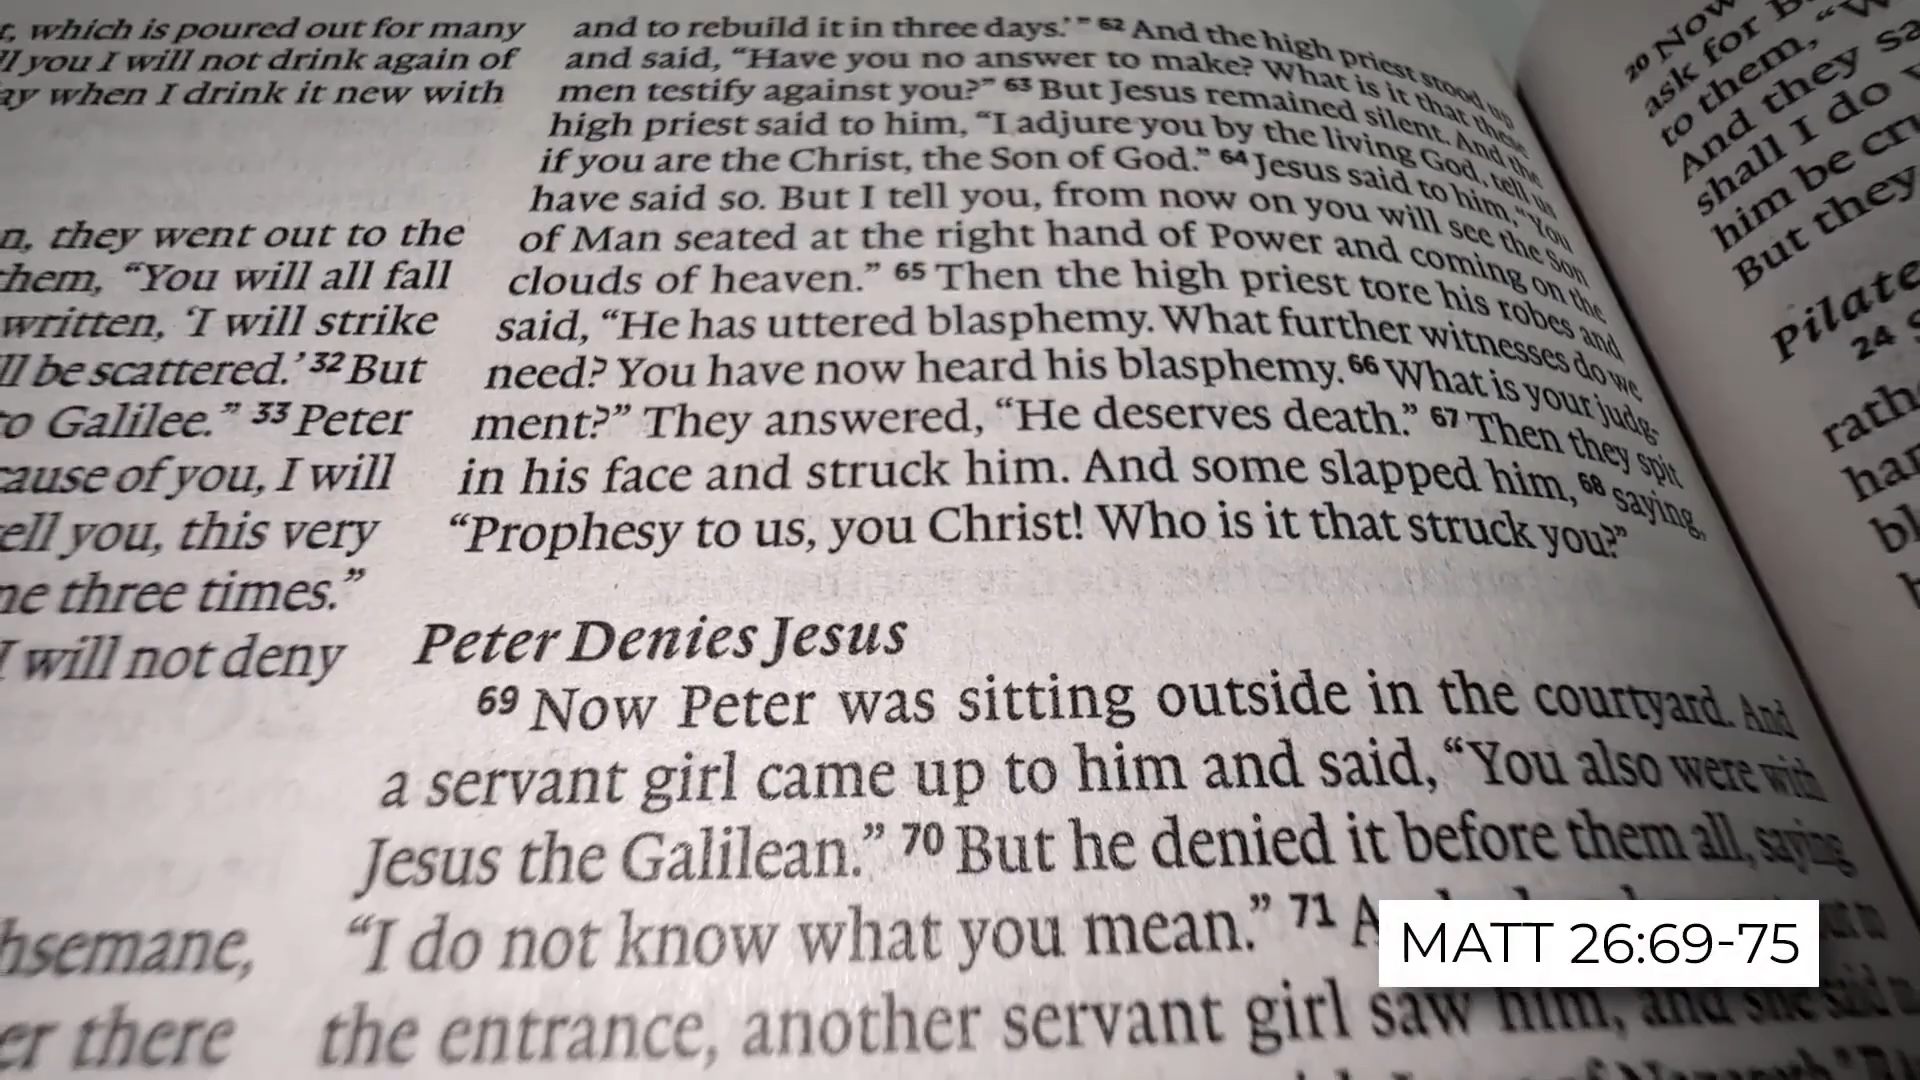 , which is poured out for many
ll you I will not drink again of
ay when I drink it new with
n, they went out to the
hem, “You will all fall
written, ‘I will strike
ll be scattered.’ 32 But
to Galilee.” 33 Peter
cause of you, I will
ell you, this very
ne three times.”
I will not deny
hsemane,
er there
and to rebuild it in three days.’” 62 And the high priest stood up
and said, “Have you no answer to make? What is it that these
men testify against you?” 63 But Jesus remained silent. And the
high priest said to him, “I adjure you by the living God, tell us
if you are the Christ, the Son of God.” 64 Jesus said to him, “You
have said so. But I tell you, from now on you will see the Son
of Man seated at the right hand of Power and coming on the
clouds of heaven.” 65 Then the high priest tore his robes and
said, “He has uttered blasphemy. What further witnesses do we
need? You have now heard his blasphemy. 66 What is your judg-
ment?” They answered, “He deserves death.” 67 Then they spit
in his face and struck him. And some slapped him, 68 saying,
“Prophesy to us, you Christ! Who is it that struck you?”
Peter Denies Jesus
69 Now Peter was sitting outside in the courtyard. And
a servant girl came up to him and said, “You also were with
Jesus the Galilean.” 70 But he denied it before them all, saying
“I do not know what you mean.” 71
the entrance, another servant girl saw him, and she said
20 Now
ask for
to them, “W
And they sa
shall I do
him be cru
But they
Pilate
24 S
rath
han
bl
MATT 26:69-75